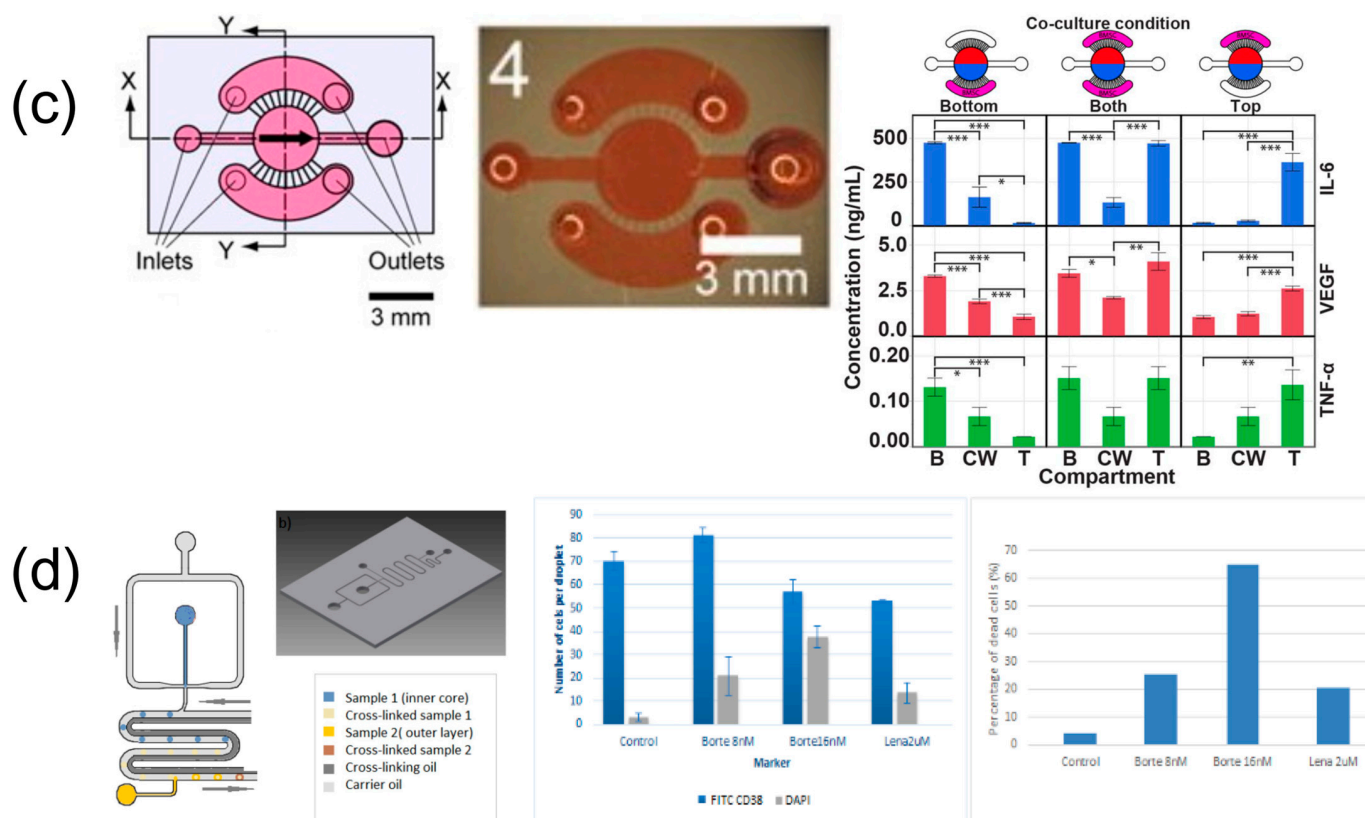 (c)
Y
X
X
Y
Inlets
Outlets
3 mm
4
3 mm
Co-culture condition
Bottom
Both
Top
Concentration (ng/mL)
500
250
0
*** *** *
*** ***
*** ***
IL-6
5.0
2.5
0.0
*** *** ***
* **
*** ***
VEGF
0.20
0.10
0.00
*** *
**
TNF-α
B CW T B CW T B CW T
Compartment
(d)
b)
Sample 1 (inner core)
Cross-linked sample 1
Sample 2( outer layer)
Cross-linked sample 2
Cross-linking oil
Carrier oil
Number of cels per droplet
90
80
70
60
50
40
30
20
10
0
Control Borte 8nM Borte16nM Lena2uM
Marker
FITC CD38 DAPI
Percentage of dead cells (%)
70
60
50
40
30
20
10
0
Control Borte 8nM Borte 16nM Lena 2uM